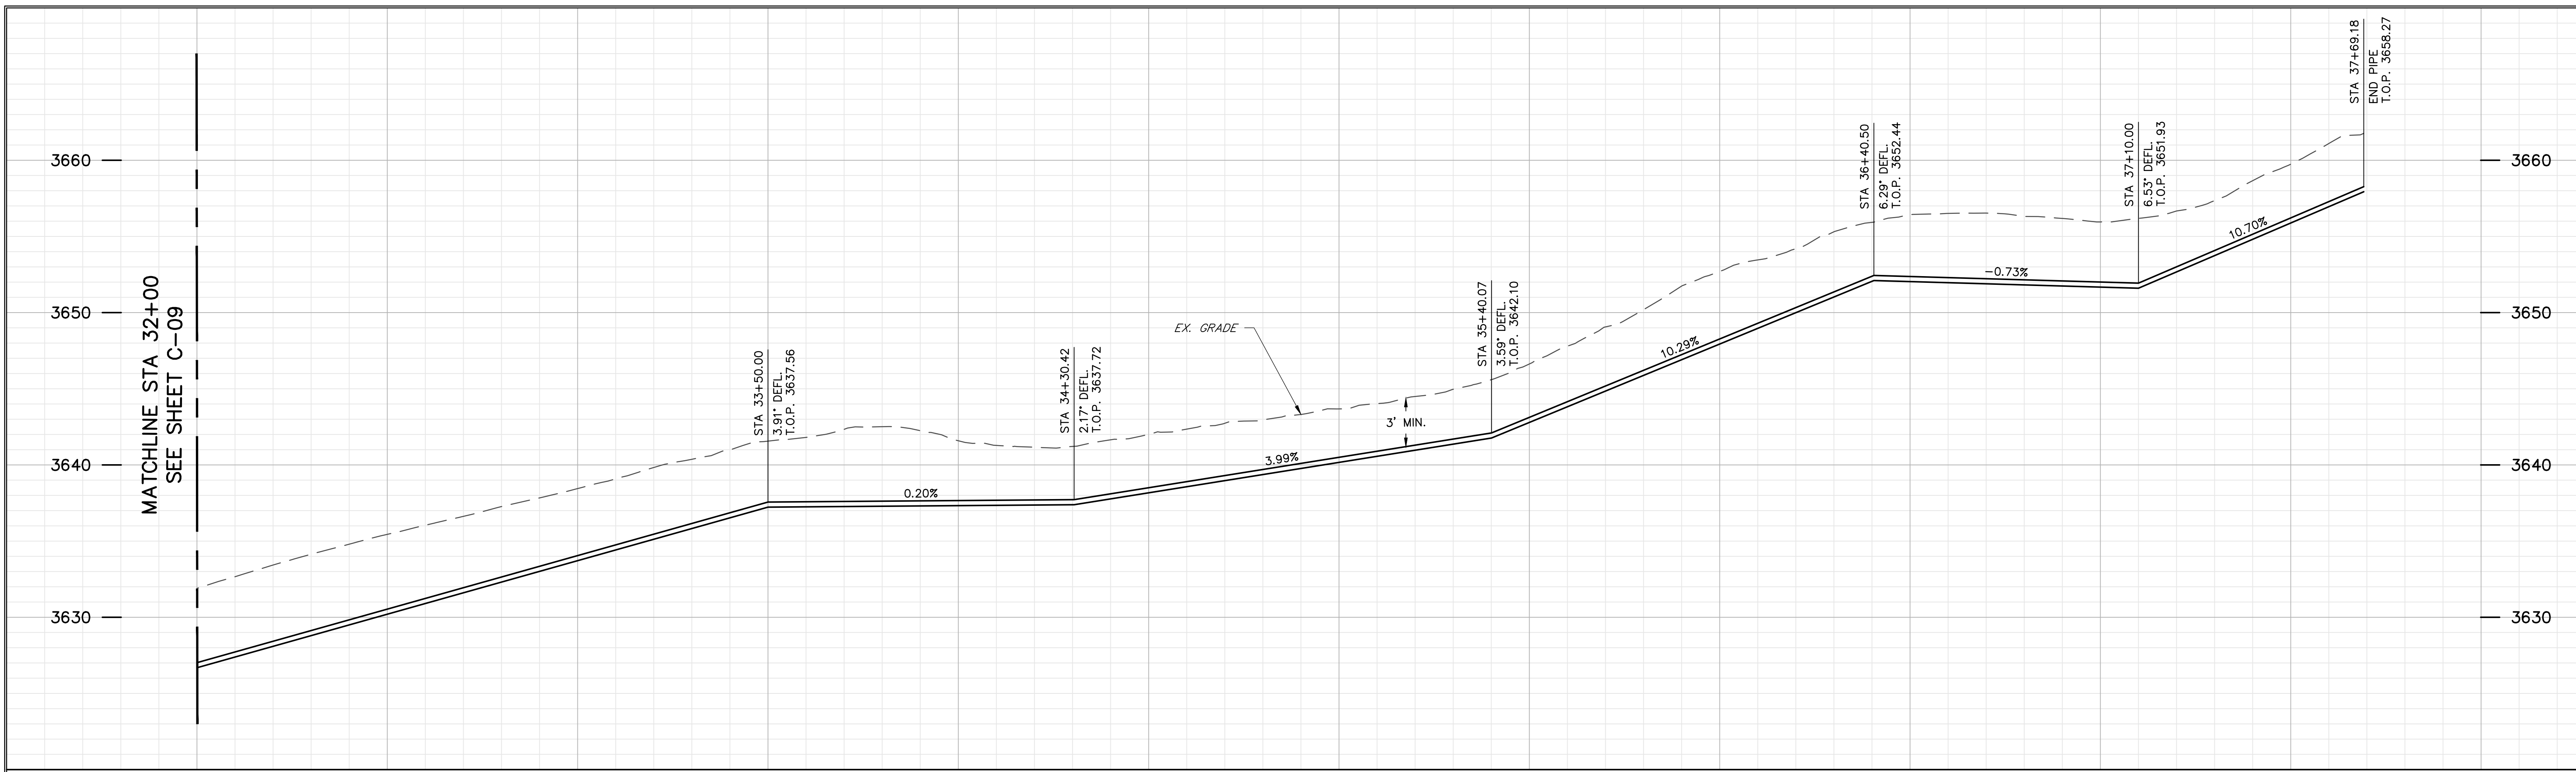 MATCHLINE STA 32+00
SEE SHEET C-09
3660
3650
3640
3630
STA 33+50.00
3.91° DEFL.
T.O.P. 3637.56
0.20%
STA 34+30.42
2.17° DEFL.
T.O.P. 3637.72
EX. GRADE
3.99%
3' MIN.
STA 35+40.07
3.59° DEFL.
T.O.P. 3642.10
10.29%
STA 36+40.50
6.29° DEFL.
T.O.P. 3652.44
-0.73%
STA 37+10.00
6.53° DEFL.
T.O.P. 3651.93
10.70%
STA 37+69.18
END PIPE
T.O.P. 3658.27
3660
3650
3640
3630